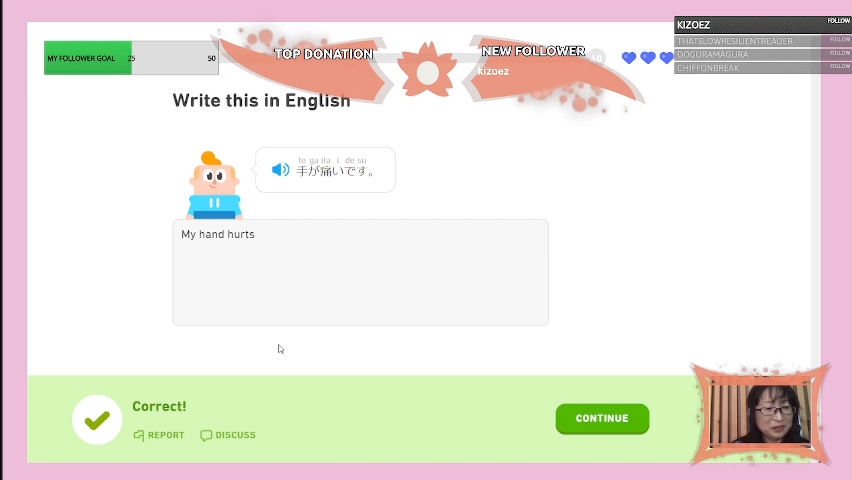 MY FOLLOWER GOAL 25 50
TOP DONATION
NEW FOLLOWER
kizoez
KIZOEZ FOLLOW
THATSLOWRESILIENTREADER FOLLOW
DOGURAMAGURA FOLLOW
CHIFFONBREAK FOLLOW
Write this in English
te ga ita i de su
手が痛いです。
My hand hurts
Correct!
REPORT DISCUSS
CONTINUE